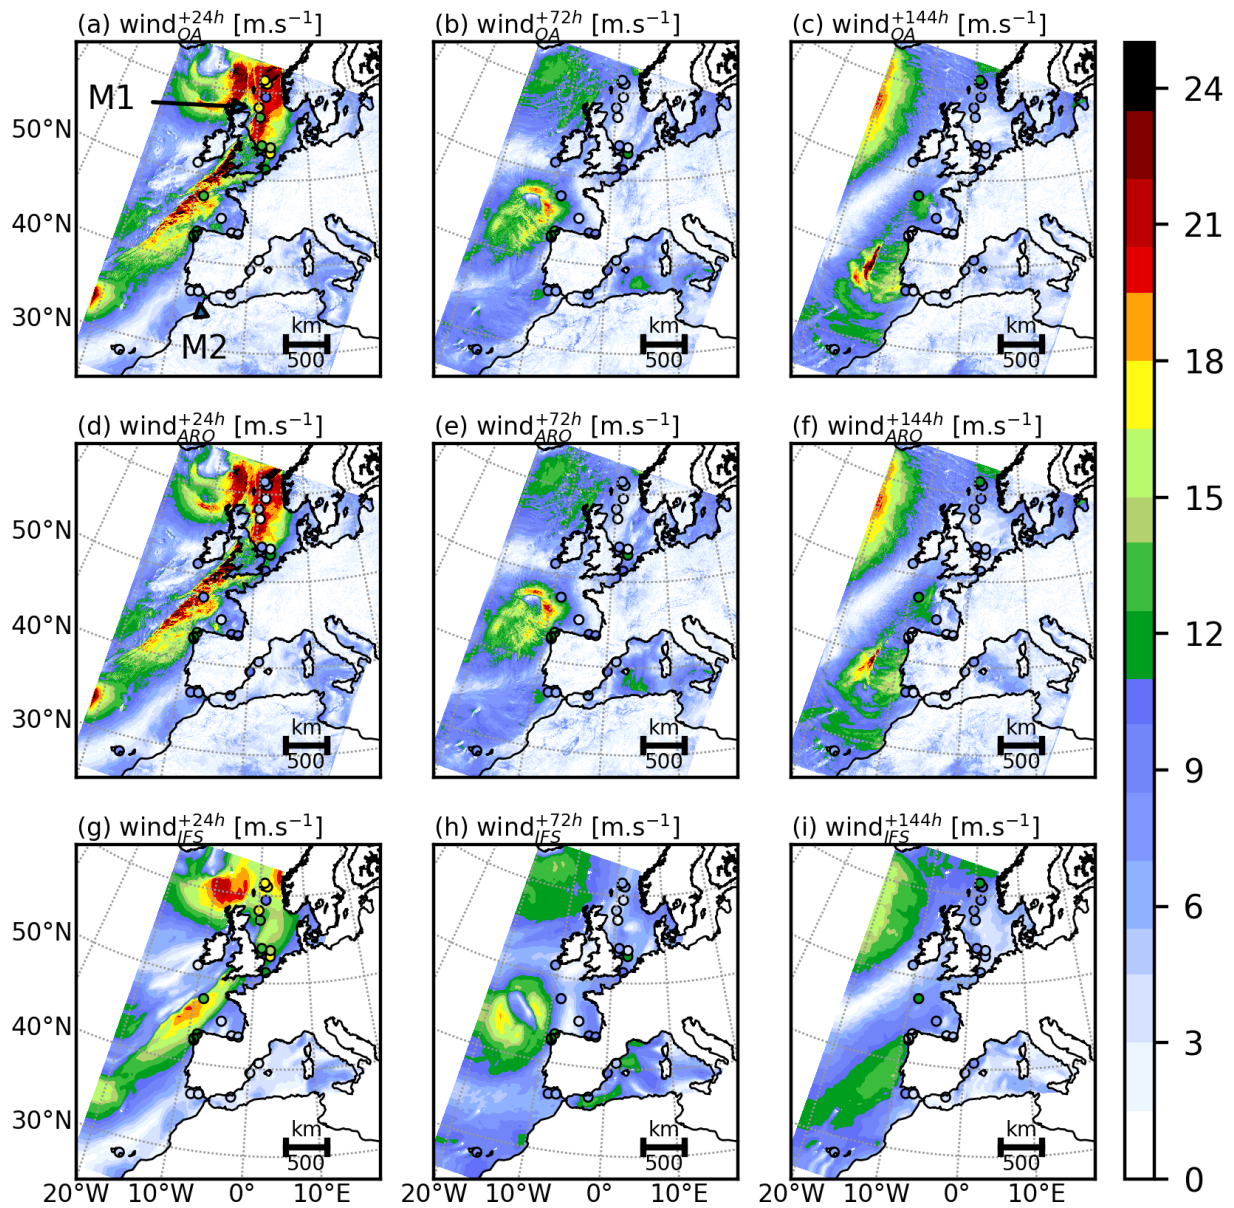 (a) wind$_{OA}^{+24h}$ [m.s$^{-1}$]
(b) wind$_{OA}^{+72h}$ [m.s$^{-1}$]
(c) wind$_{OA}^{+144h}$ [m.s$^{-1}$]
M1
M2
50°N
40°N
30°N
km
500
km
500
km
500
(d) wind$_{ARO}^{+24h}$ [m.s$^{-1}$]
(e) wind$_{ARO}^{+72h}$ [m.s$^{-1}$]
(f) wind$_{ARO}^{+144h}$ [m.s$^{-1}$]
50°N
40°N
30°N
km
500
km
500
km
500
(g) wind$_{IFS}^{+24h}$ [m.s$^{-1}$]
(h) wind$_{IFS}^{+72h}$ [m.s$^{-1}$]
(i) wind$_{IFS}^{+144h}$ [m.s$^{-1}$]
50°N
40°N
30°N
km
500
km
500
km
500
20°W 10°W 0° 10°E
20°W 10°W 0° 10°E
20°W 10°W 0° 10°E
24
21
18
15
12
9
6
3
0